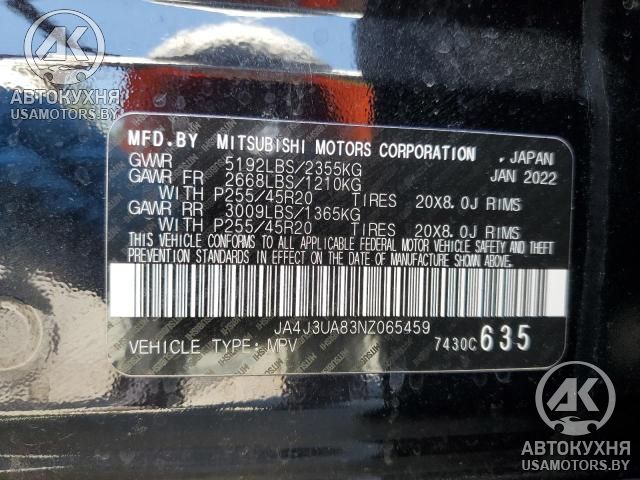 AK
АВТОКУХНЯ
USAMOTORS.BY
MFD.BY MITSUBISHI MOTORS CORPORATION , JAPAN
GVWR 5192LBS/2355KG JAN 2022
GAWR FR 2668LBS/1210KG
WITH P255/45R20 TIRES 20X8.0J RIMS
GAWR RR 3009LBS/1365KG
WITH P255/45R20 TIRES 20X8.0J RIMS
THIS VEHICLE CONFORMS TO ALL APPLICABLE FEDERAL MOTOR VEHICLE SAFETY AND THEFT
PREVENTION STANDARDS IN EFFECT ON THE DATE OF MANUFACTURE SHOWN ABOVE.
JA4J3UA83NZ065459
VEHICLE TYPE: MPV 7430C635
AK
АВТОКУХНЯ
USAMOTORS.BY